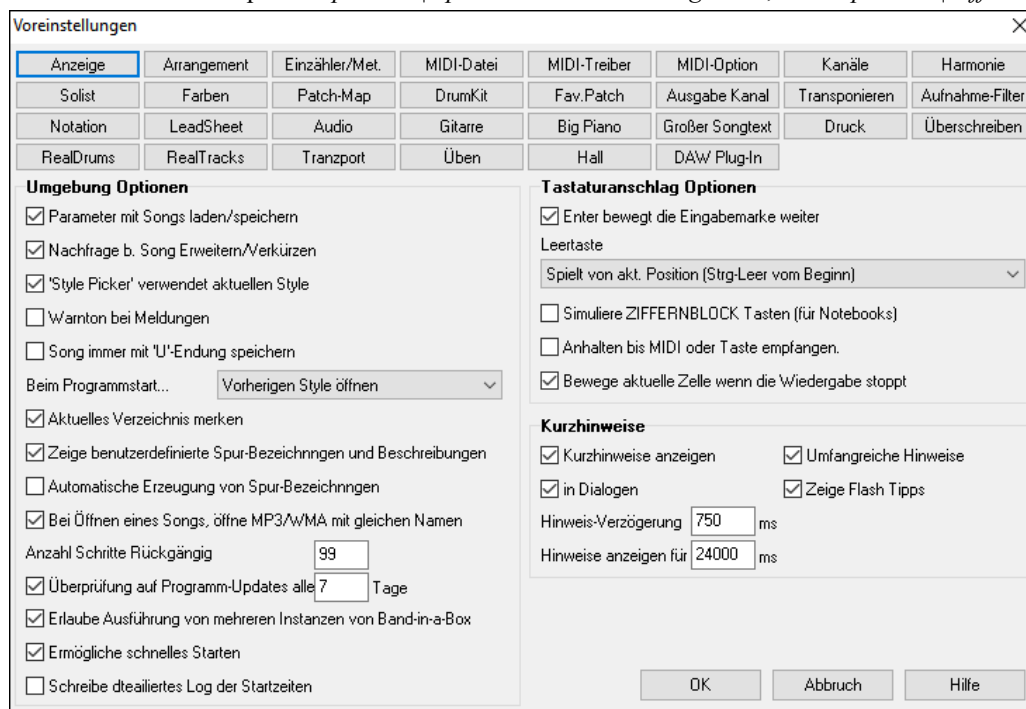 Voreinstellungen
Anzeige Arrangement Einzähler/Met. MIDI-Datei MIDI-Treiber MIDI-Option Kanäle Harmonie
Solist Farben Patch-Map DrumKit Fav.Patch Ausgabe Kanal Transponieren Aufnahme-Filter
Notation LeadSheet Audio Gitarre Big Piano Großer Songtext Druck Überschreiben
RealDrums RealTracks Tranzport Üben Hall DAW Plug-In
Umgebung Optionen
Parameter mit Songs laden/speichern
Nachfrage b. Song Erweitern/Verkürzen
'Style Picker' verwendet aktuellen Style
Warnton bei Meldungen
Song immer mit 'U'-Endung speichern
Beim Programmstart... Vorherigen Style öffnen
Aktuelles Verzeichnis merken
Zeige benutzerdefinierte Spur-Bezeichnngen und Beschreibungen
Automatische Erzeugung von Spur-Bezeichnngen
Bei Öffnen eines Songs, öffne MP3/WMA mit gleichen Namen
Anzahl Schritte Rückgängig 99
Überprüfung auf Programm-Updates alle 7 Tage
Erlaube Ausführung von mehreren Instanzen von Band-in-a-Box
Ermögliche schnelles Starten
Schreibe dteailiertes Log der Startzeiten
Tastaturanschlag Optionen
Enter bewegt die Eingabemarke weiter
Leertaste
Spielt von akt. Position (Strg-Leer vom Beginn)
Simuliere ZIFFERNBLOCK Tasten (für Notebooks)
Anhalten bis MIDI oder Taste empfangen.
Bewege aktuelle Zelle wenn die Wiedergabe stoppt
Kurzhinweise
Kurzhinweise anzeigen Umfangreiche Hinweise
in Dialogen Zeige Flash Tipps
Hinweis-Verzögerung 750 ms
Hinweise anzeigen für 24000 ms
OK Abbruch Hilfe